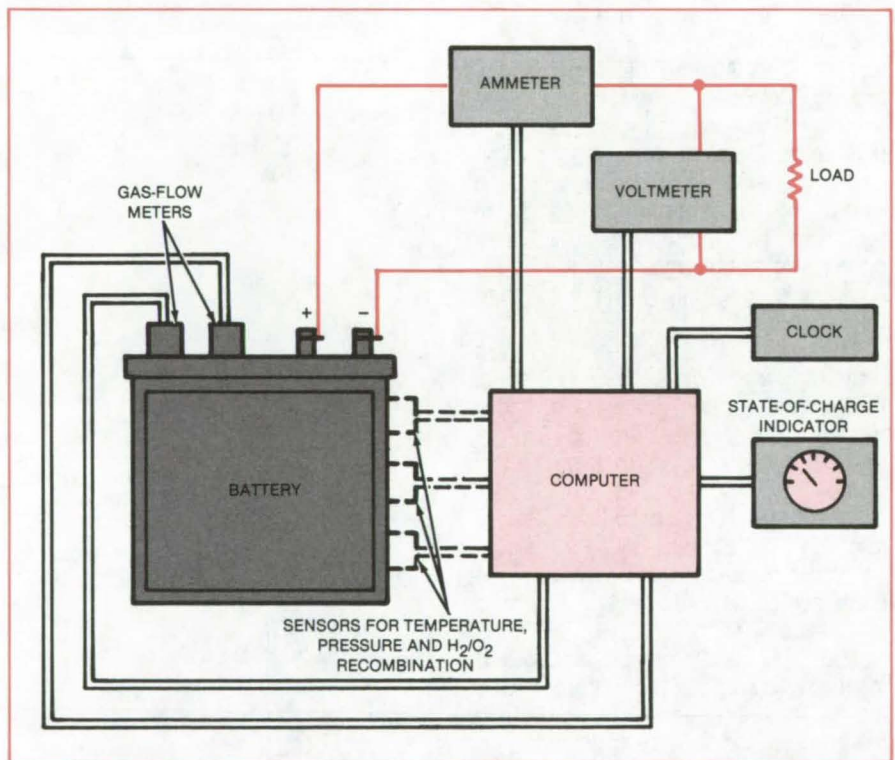 AMMETER
VOLTMETER
LOAD
GAS-FLOW
METERS
+
−
CLOCK
STATE-OF-CHARGE
INDICATOR
BATTERY
COMPUTER
SENSORS FOR TEMPERATURE,
PRESSURE AND H₂/O₂
RECOMBINATION